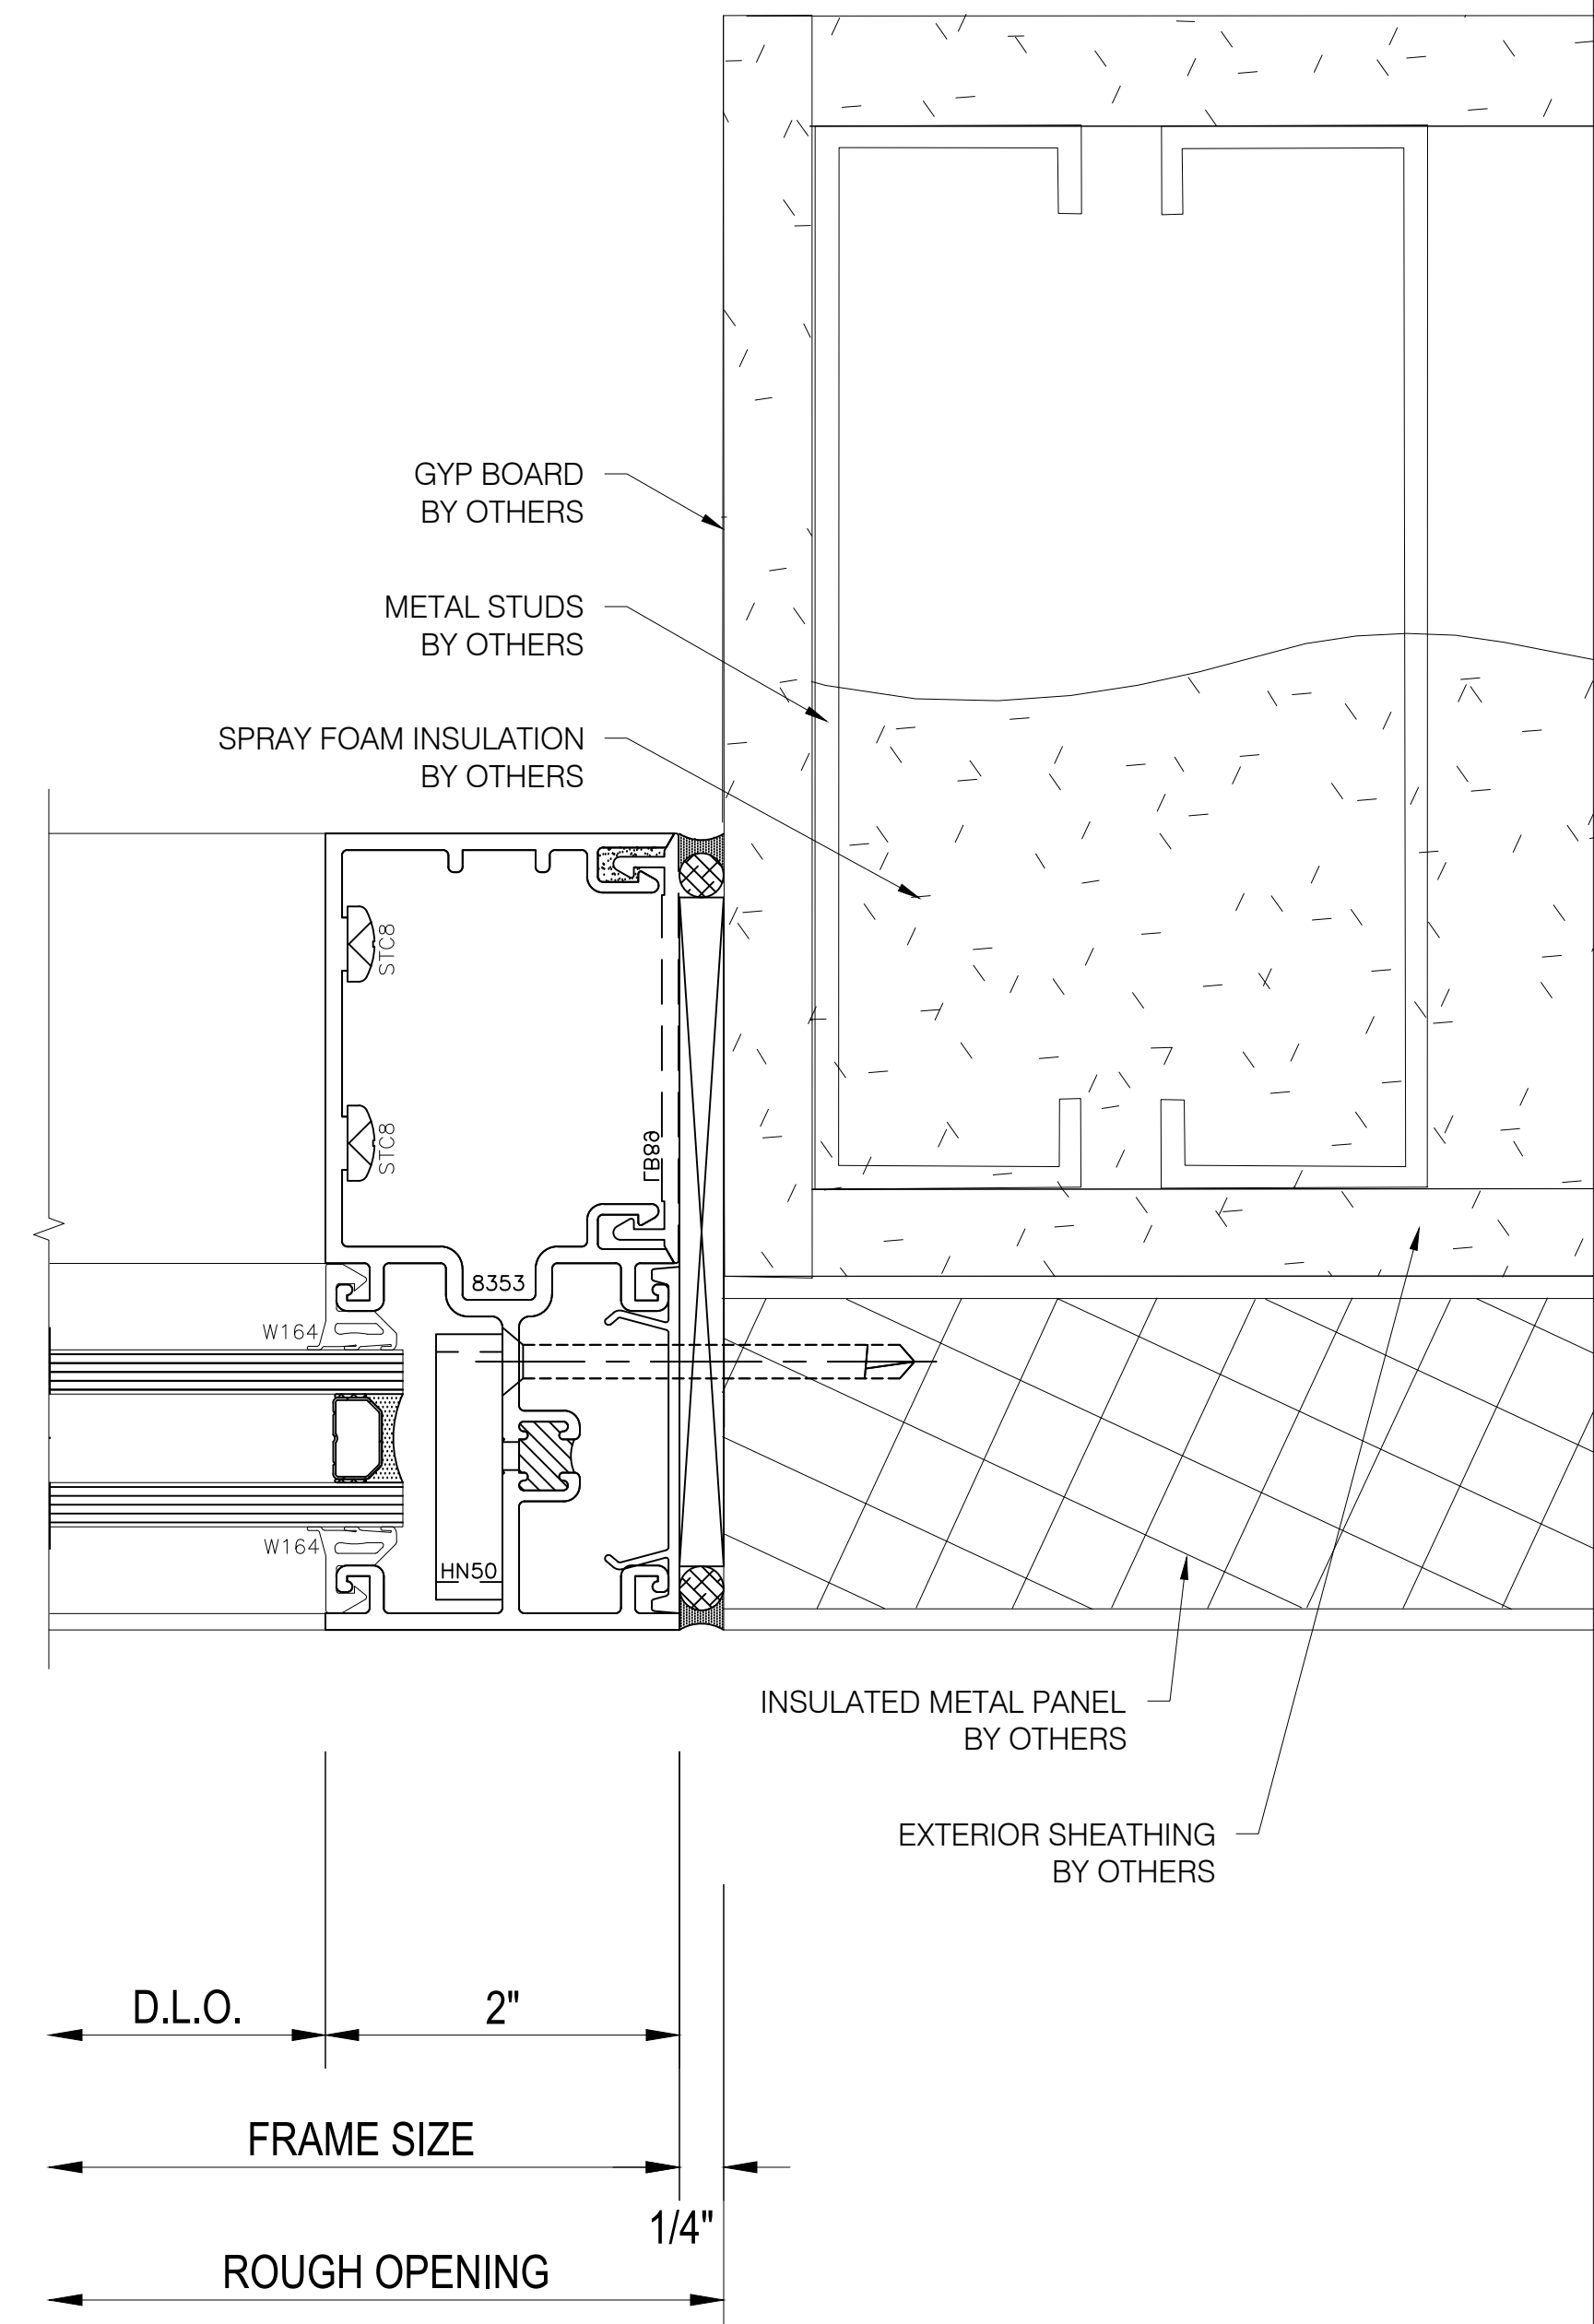 GYP BOARD
BY OTHERS
METAL STUDS
BY OTHERS
SPRAY FOAM INSULATION
BY OTHERS
STC8
STC8
8353
W164
W164
HN50
INSULATED METAL PANEL
BY OTHERS
EXTERIOR SHEATHING
BY OTHERS
D.L.O.
2"
FRAME SIZE
1/4"
ROUGH OPENING